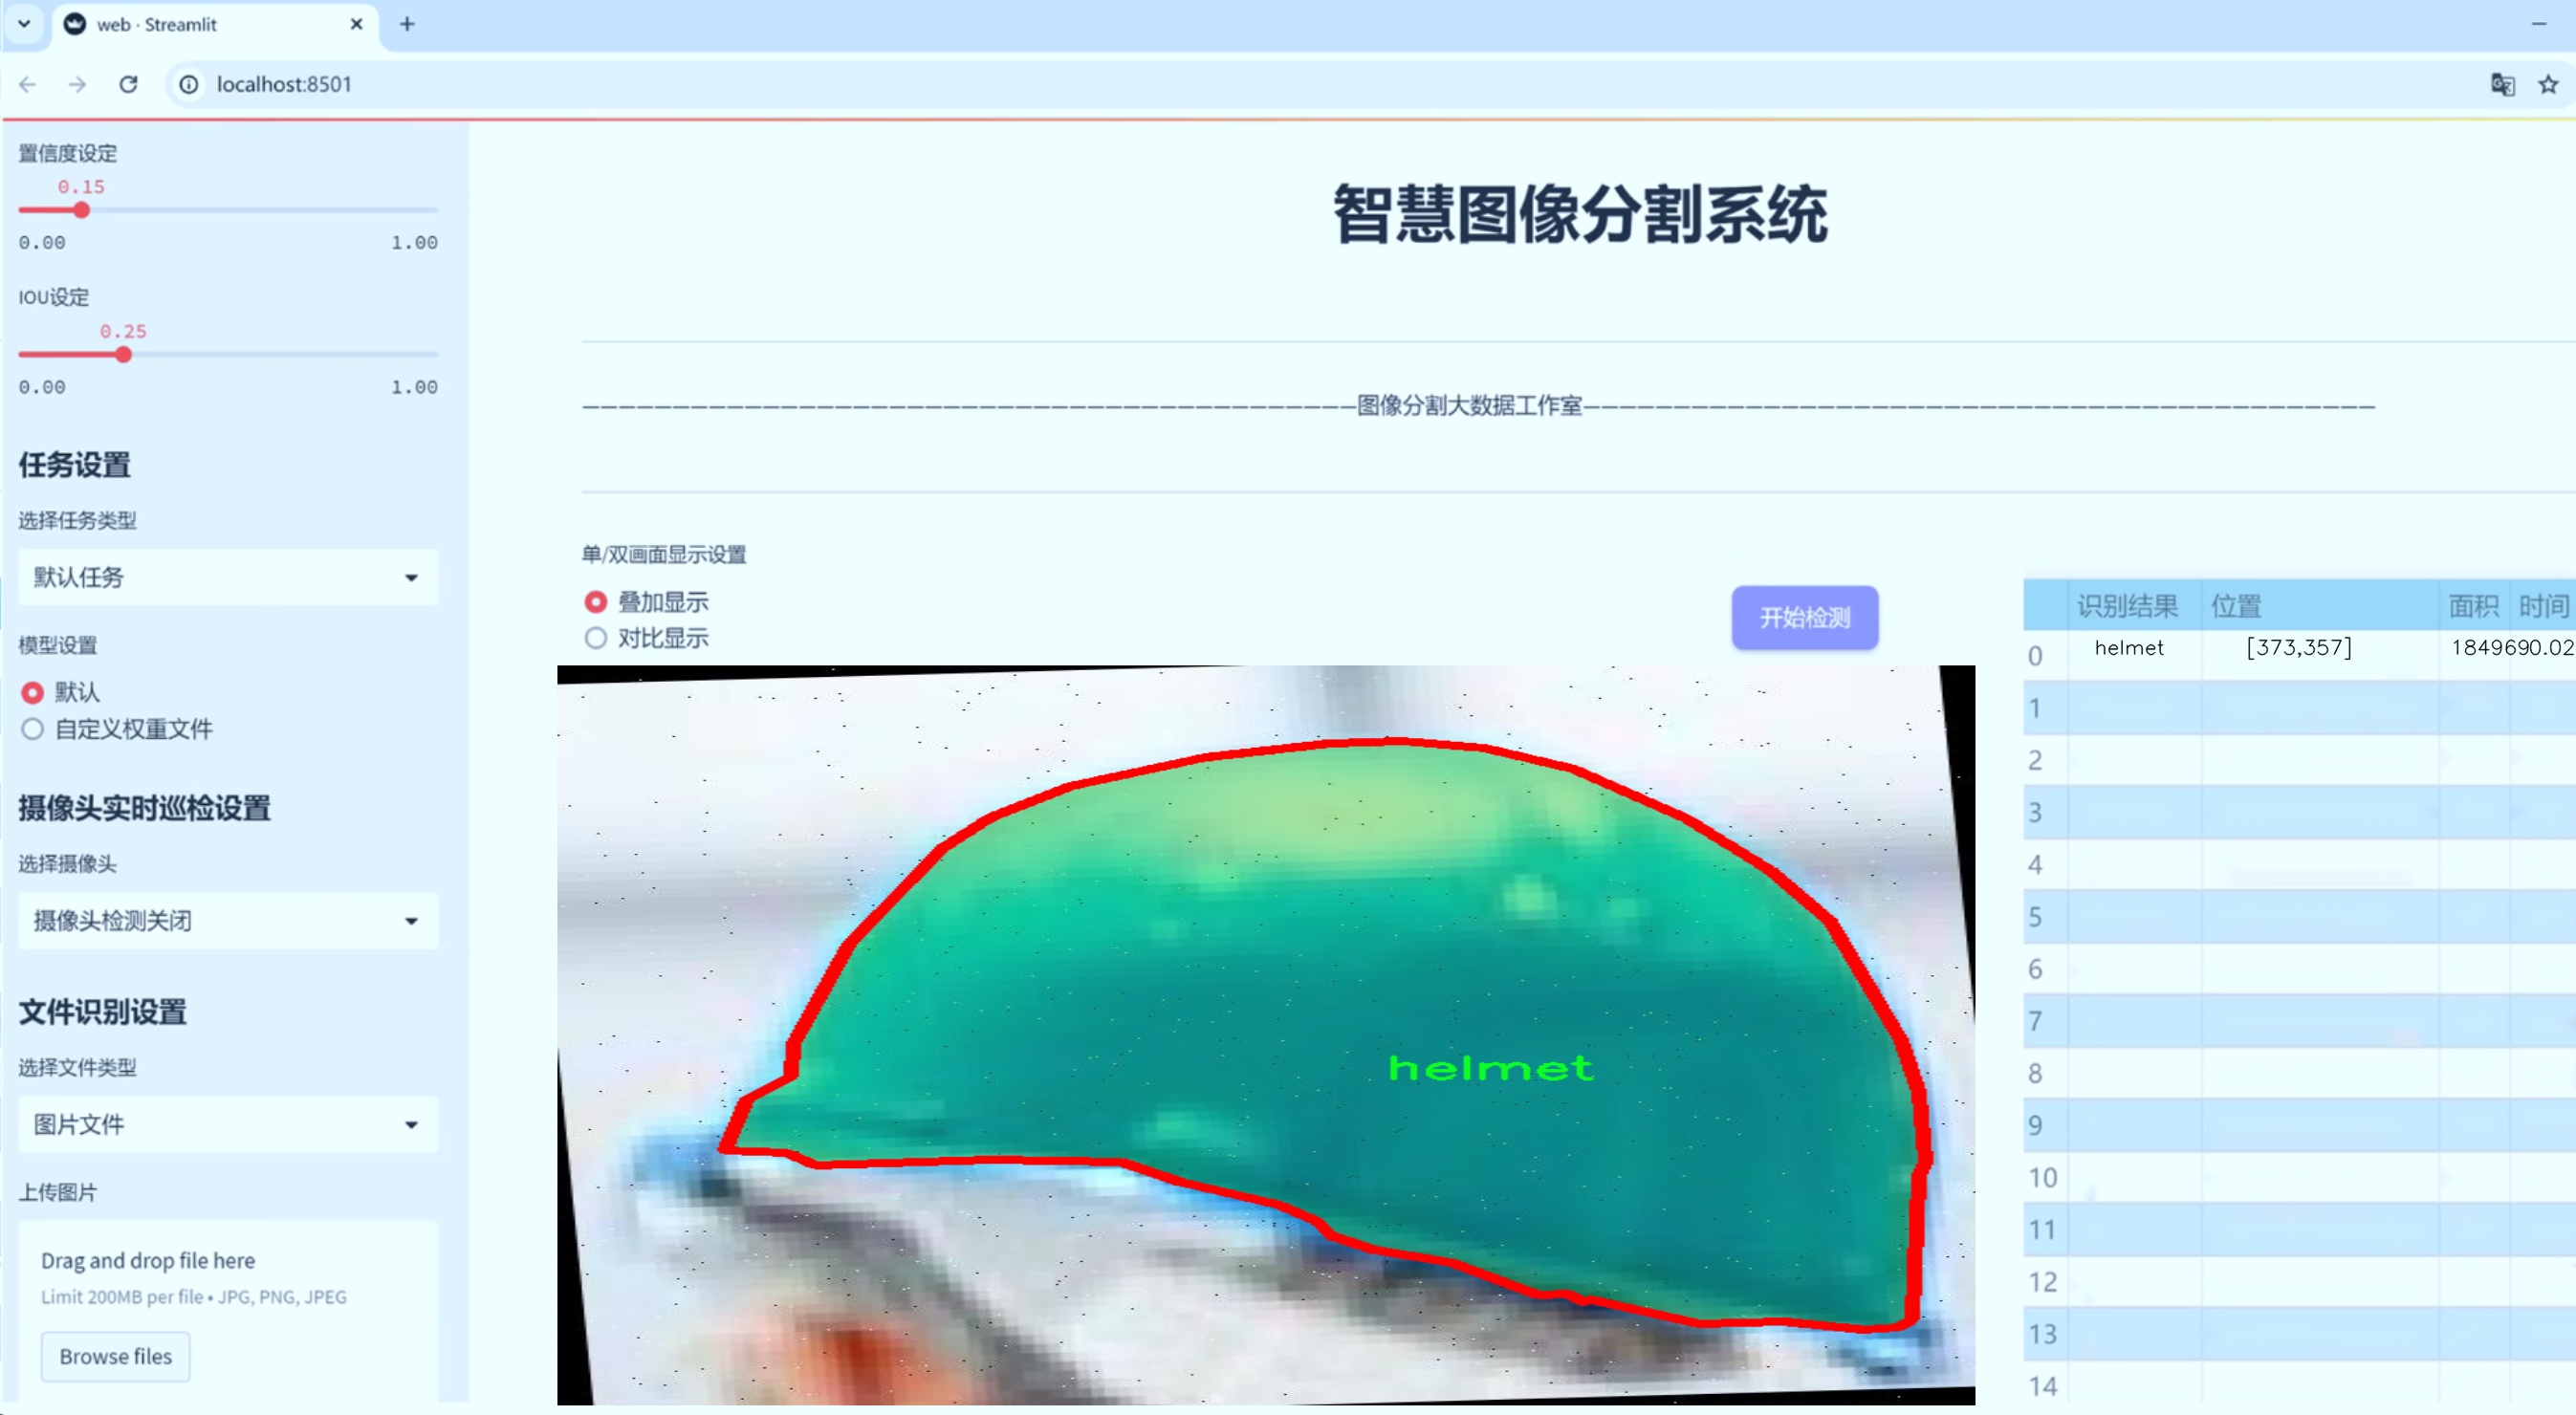 web · Streamlit
localhost:8501
置信度设定
0.15
0.00 1.00
IOU设定
0.25
0.00 1.00
任务设置
选择任务类型
默认任务
模型设置
默认
自定义权重文件
摄像头实时巡检设置
选择摄像头
摄像头检测关闭
文件识别设置
选择文件类型
图片文件
上传图片
Drag and drop file here
Limit 200MB per file • JPG, PNG, JPEG
Browse files
智慧图像分割系统
图像分割大数据工作室
单/双画面显示设置
叠加显示
对比显示
开始检测
helmet
识别结果 位置 面积 时间
0 helmet [373,357] 1849690.02
1
2
3
4
5
6
7
8
9
10
11
12
13
14